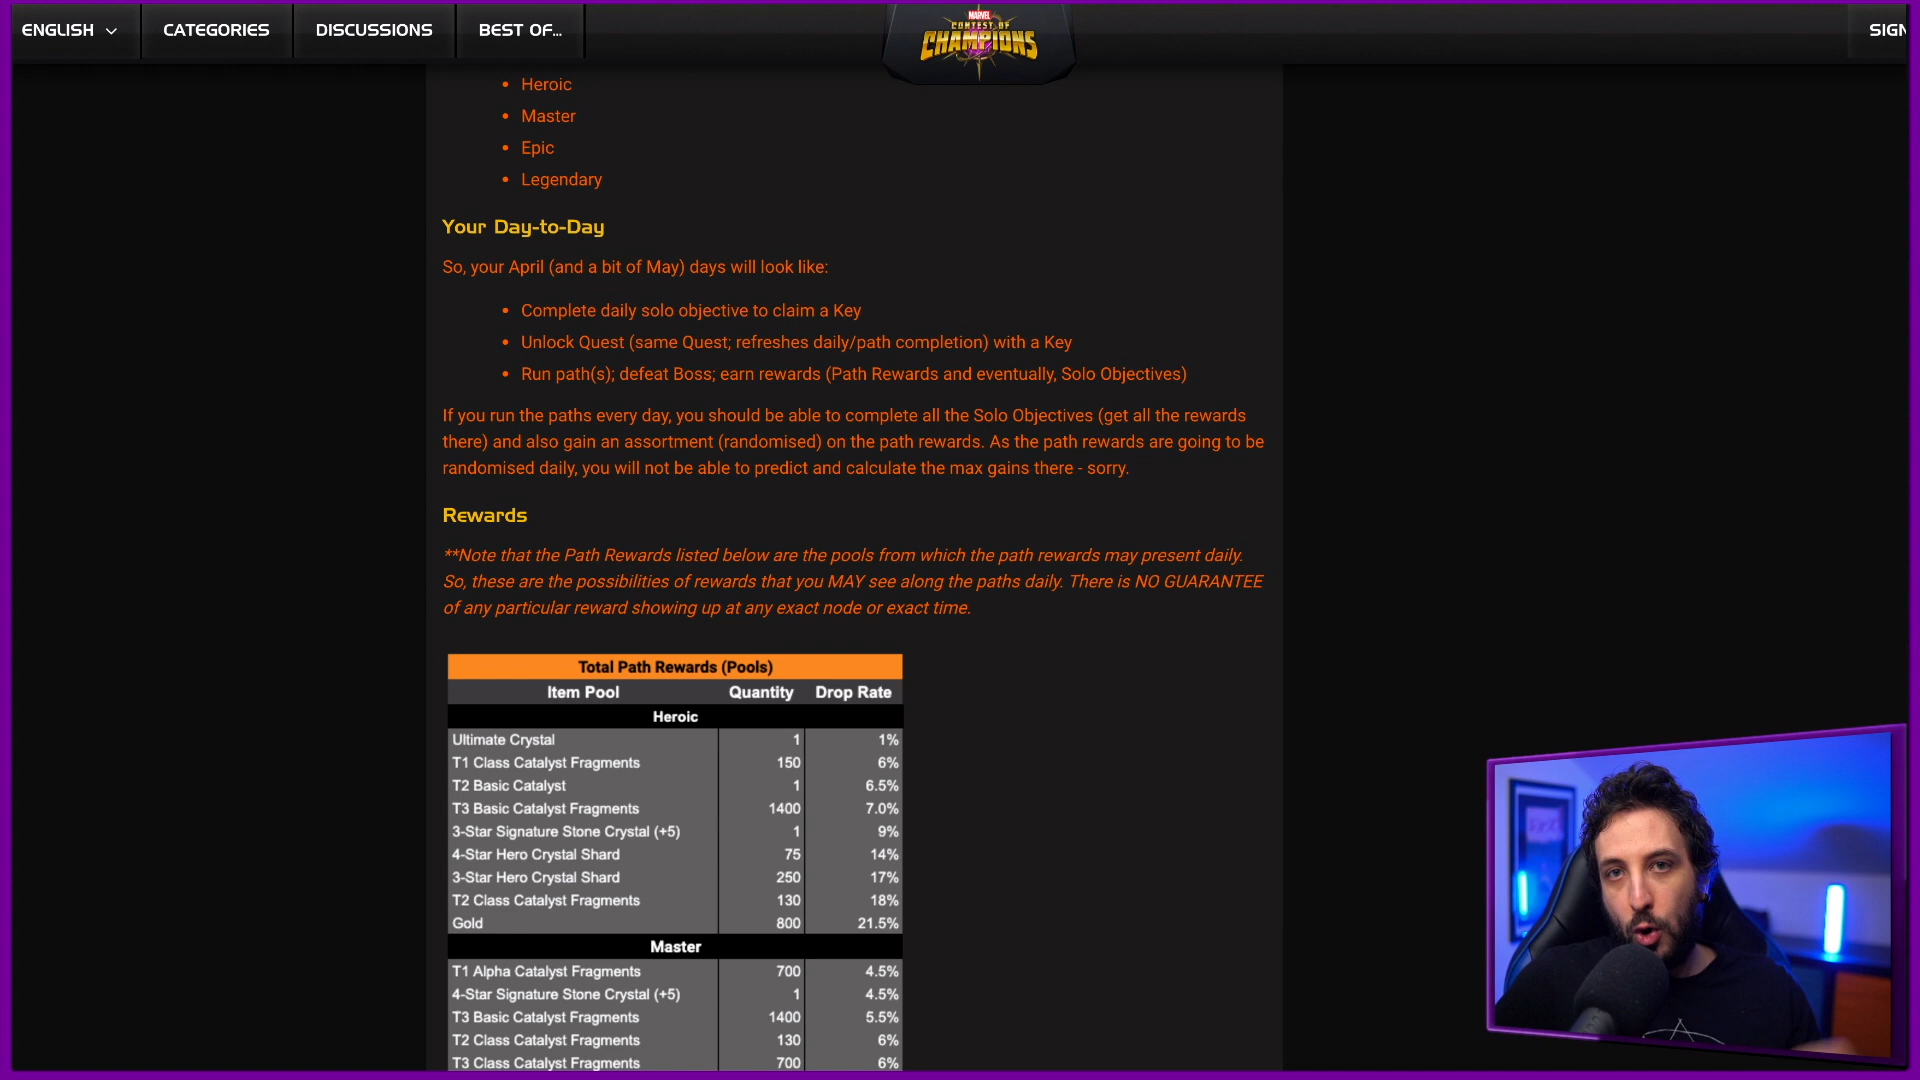 ENGLISH
CATEGORIES
DISCUSSIONS
BEST OF...
MARVEL
CONTEST OF
CHAMPIONS
SIGN
Heroic
Master
Epic
Legendary
Your Day-to-Day
So, your April (and a bit of May) days will look like:
Complete daily solo objective to claim a Key
Unlock Quest (same Quest; refreshes daily/path completion) with a Key
Run path(s); defeat Boss; earn rewards (Path Rewards and eventually, Solo Objectives)
If you run the paths every day, you should be able to complete all the Solo Objectives (get all the rewards
there) and also gain an assortment (randomised) on the path rewards. As the path rewards are going to be
randomised daily, you will not be able to predict and calculate the max gains there - sorry.
Rewards
**Note that the Path Rewards listed below are the pools from which the path rewards may present daily.
So, these are the possibilities of rewards that you MAY see along the paths daily. There is NO GUARANTEE
of any particular reward showing up at any exact node or exact time.
Total Path Rewards (Pools)
Item Pool Quantity Drop Rate
Heroic
Ultimate Crystal 1 1%
T1 Class Catalyst Fragments 150 6%
T2 Basic Catalyst 1 6.5%
T3 Basic Catalyst Fragments 1400 7.0%
3-Star Signature Stone Crystal (+5) 1 9%
4-Star Hero Crystal Shard 75 14%
3-Star Hero Crystal Shard 250 17%
T2 Class Catalyst Fragments 130 18%
Gold 800 21.5%
Master
T1 Alpha Catalyst Fragments 700 4.5%
4-Star Signature Stone Crystal (+5) 1 4.5%
T3 Basic Catalyst Fragments 1400 5.5%
T2 Class Catalyst Fragments 130 6%
T3 Class Catalyst Fragments 700 6%